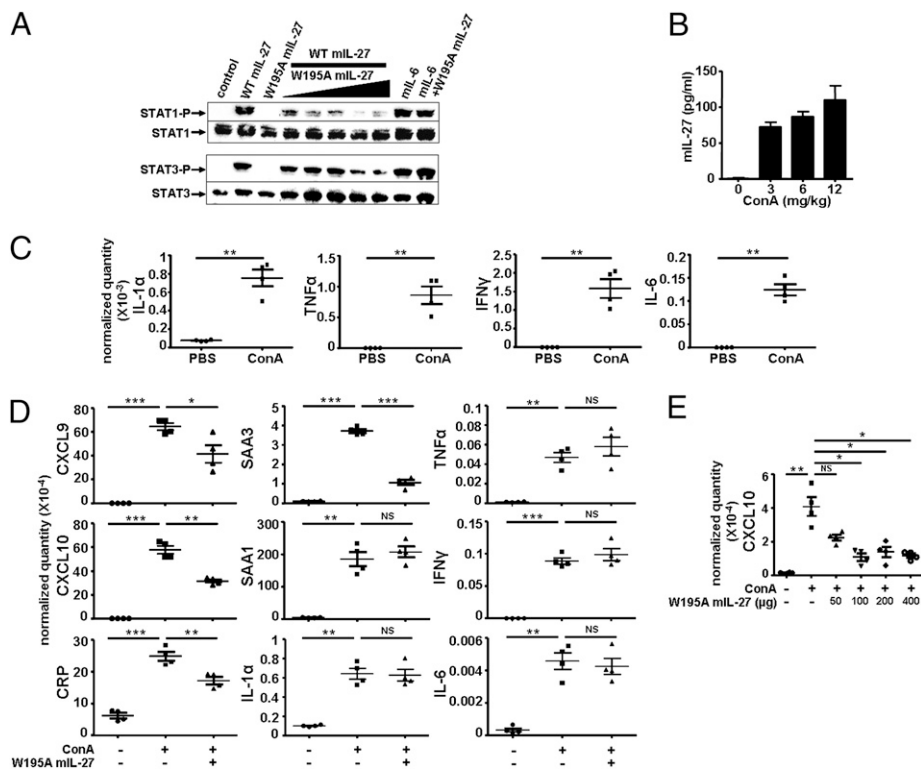 A
control
WT mIL-27
W195A mIL-27
WT mIL-27
W195A mIL-27
mIL-6
mIL-6
+W195A mIL-27
STAT1-P
STAT1
STAT3-P
STAT3
B
mIL-27 (pg/ml)
150
100
50
0
0 3 6 12
ConA (mg/kg)
C
normalized quantity
(X10⁻³)
IL-1α
1
0.8
0.6
0.4
0.2
0
**
PBS ConA
TNFα
1.5
1.0
0.5
0.0
**
PBS ConA
IFNγ
2.5
2.0
1.5
1.0
0.5
0.0
**
PBS ConA
IL-6
0.2
0.15
0.10
0.05
0
**
PBS ConA
D
normalized quantity (X10⁻⁴)
CXCL9
80
60
40
20
0
*** *
SAA3
5
4
3
2
1
0
*** ***
TNFα
0.1
0.08
0.06
0.04
0.02
0
** NS
CXCL10
80
60
40
20
0
*** **
SAA1
300
200
100
0
** NS
IFNγ
0.15
0.10
0.05
0
*** NS
CRP
30
20
10
0
*** **
IL-1α
1
0.8
0.6
0.4
0.2
0
** NS
IL-6
0.006
0.004
0.002
0
** NS
ConA - + + - + + - + +
W195A mIL-27 - - + - - + - - +
E
normalized quantity
(X10⁻⁴)
CXCL10
6
4
2
0
*
*
*
** NS
ConA - + + + + +
W195A mIL-27 (µg) - - 50 100 200 400